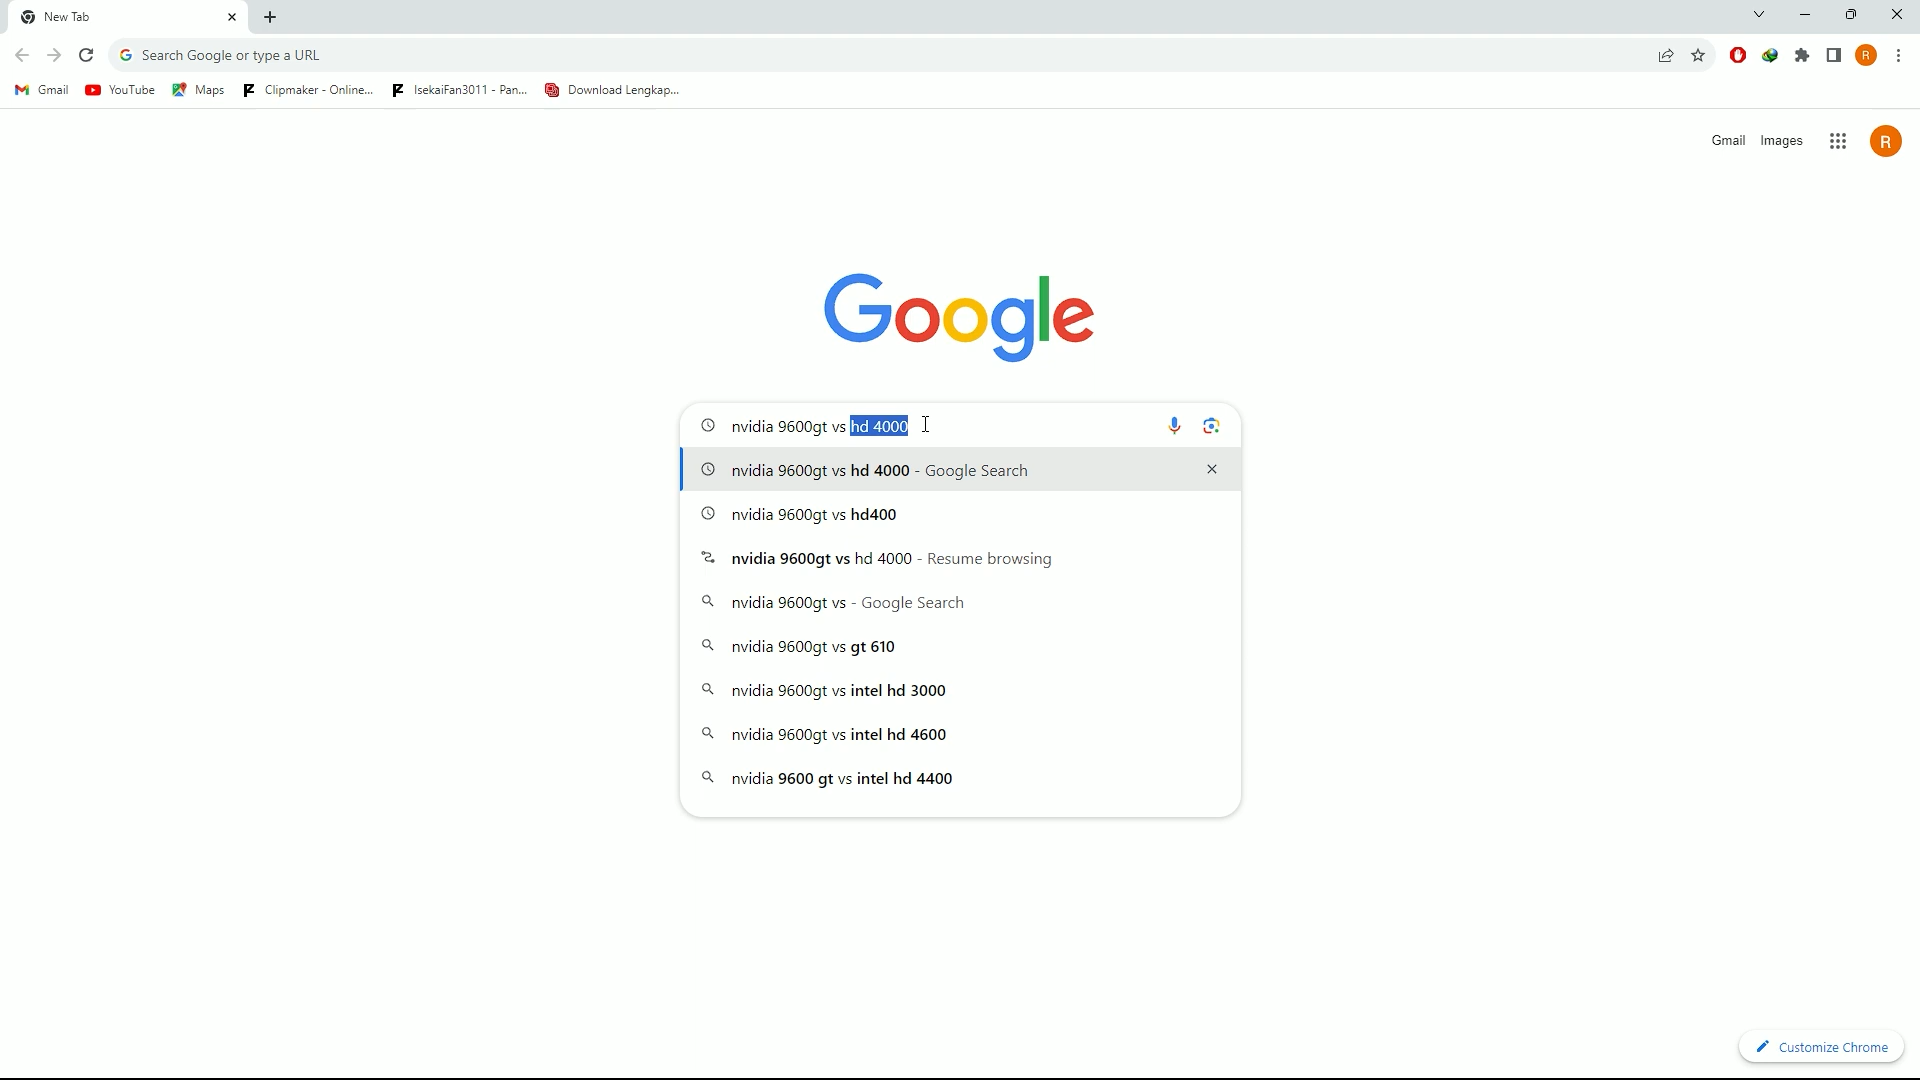 New Tab
Search Google or type a URL
Gmail YouTube Maps Clipmaker - Online... IsekaiFan3011 - Pan... Download Lengkap...
Gmail Images R
Google
nvidia 9600gt vs hd 4000
nvidia 9600gt vs hd 4000 - Google Search
nvidia 9600gt vs hd400
nvidia 9600gt vs hd 4000 - Resume browsing
nvidia 9600gt vs - Google Search
nvidia 9600gt vs gt 610
nvidia 9600gt vs intel hd 3000
nvidia 9600gt vs intel hd 4600
nvidia 9600 gt vs intel hd 4400
Customize Chrome